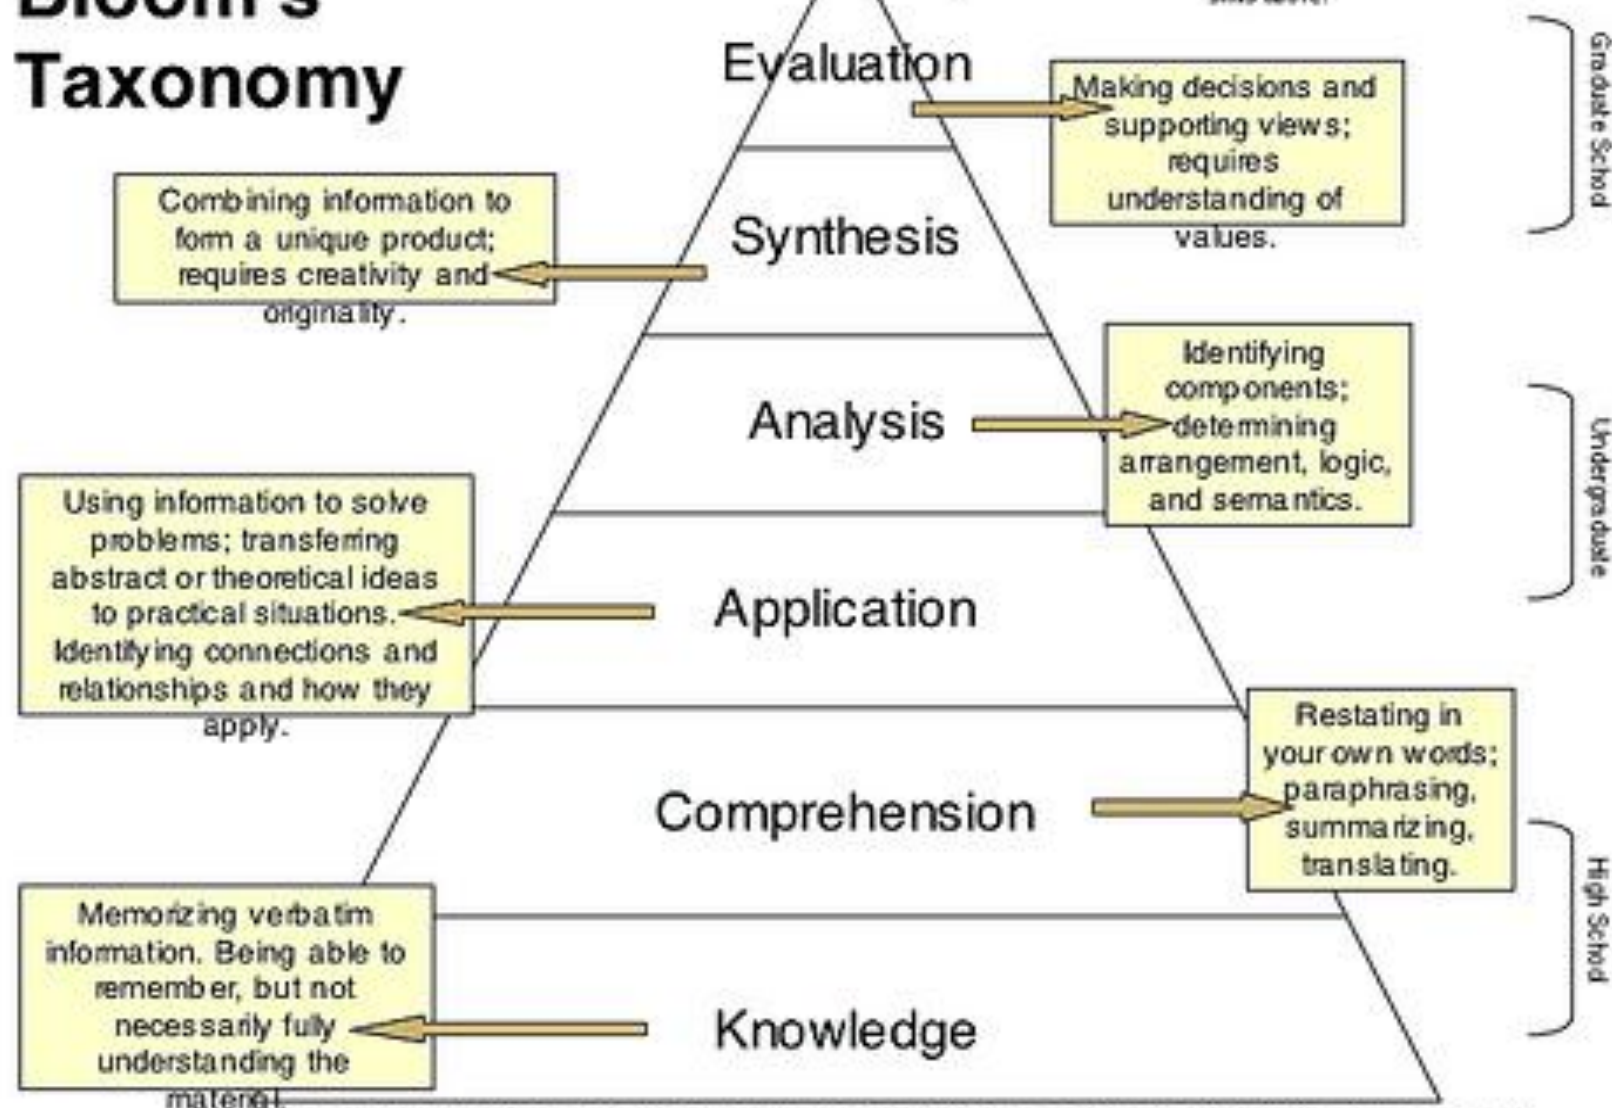 Bloom's
Taxonomy
Evaluation
Making decisions and
supporting views;
requires
understanding of
values.
Graduate School
Combining information to
form a unique product;
requires creativity and
originality.
Synthesis
Analysis
Identifying
components;
determining
arrangement, logic,
and semantics.
Undergraduate
Using information to solve
problems; transferring
abstract or theoretical ideas
to practical situations.
Identifying connections and
relationships and how they
apply.
Application
Comprehension
Restating in
your own words;
paraphrasing,
summarizing,
translating.
High School
Memorizing verbatim
information. Being able to
remember, but not
necessarily fully
understanding the
material.
Knowledge